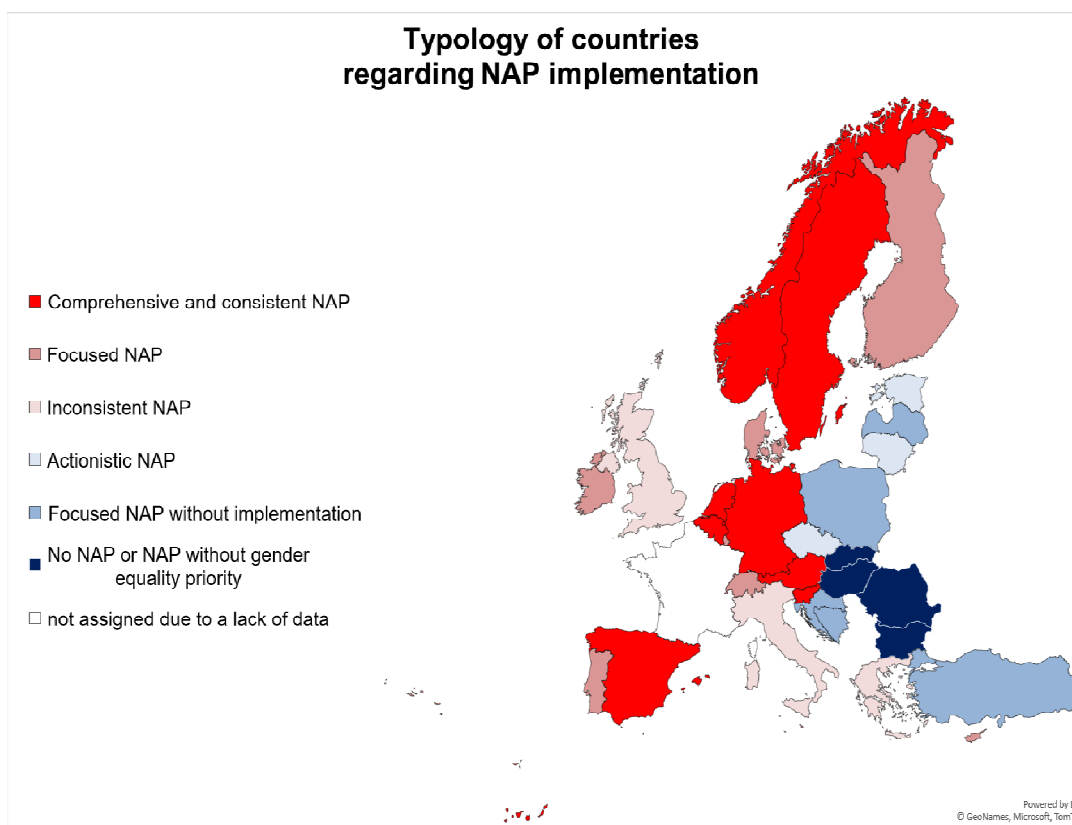 Typology of countries
regarding NAP implementation
Comprehensive and consistent NAP
Focused NAP
Inconsistent NAP
Actionistic NAP
Focused NAP without implementation
No NAP or NAP without gender
equality priority
not assigned due to a lack of data
Powered by
© GeoNames, Microsoft,